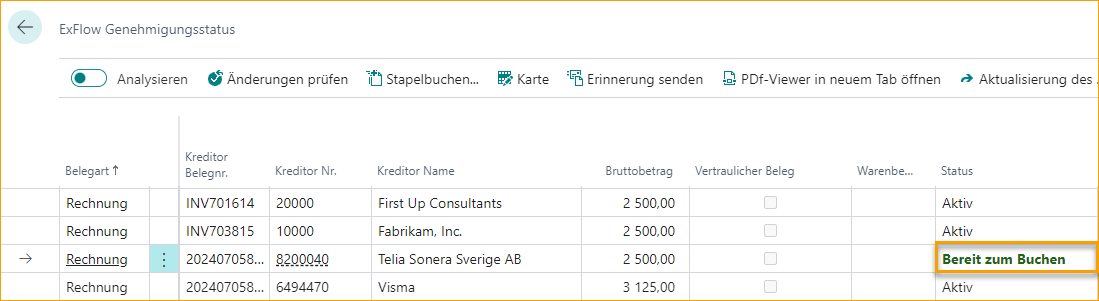 ExFlow Genehmigungsstatus
Analysieren Änderungen prüfen Stapelbuchen... Karte Erinnerung senden PDf-Viewer in neuem Tab öffnen Aktualisierung des
Belegart ↑ Kreditor Belegnr. Kreditor Nr. Kreditor Name Bruttobetrag Vertraulicher Beleg Warenbe... Status
Rechnung INV701614 20000 First Up Consultants 2 500,00 Aktiv
Rechnung INV703815 10000 Fabrikam, Inc. 2 500,00 Aktiv
Rechnung 202407058... 8200040 Telia Sonera Sverige AB 2 500,00 Bereit zum Buchen
Rechnung 202407058... 6494470 Visma 3 125,00 Aktiv